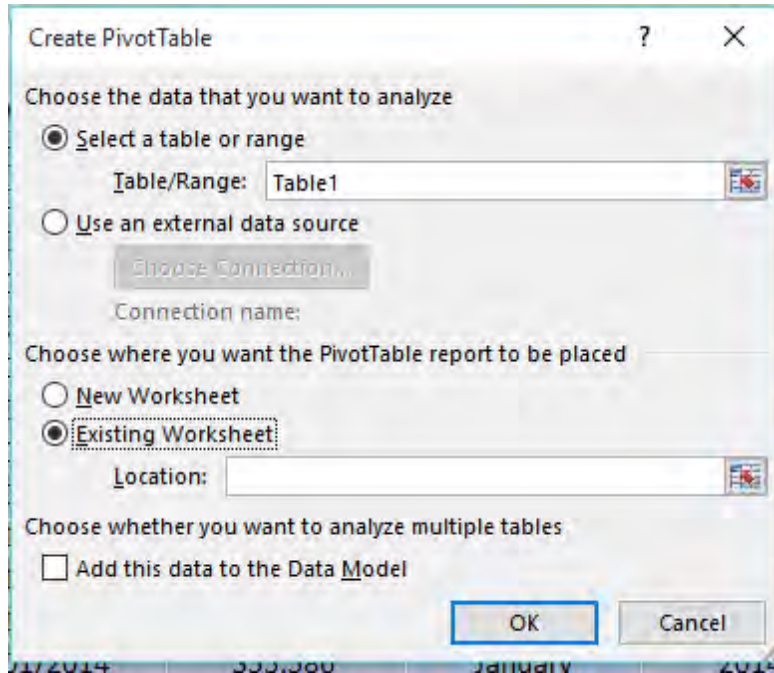 Create PivotTable ? X
Choose the data that you want to analyze
Select a table or range
Table/Range: Table1
Use an external data source
Choose Connection...
Connection name:
Choose where you want the PivotTable report to be placed
New Worksheet
Existing Worksheet
Location:
Choose whether you want to analyze multiple tables
Add this data to the Data Model
OK Cancel
January 2014